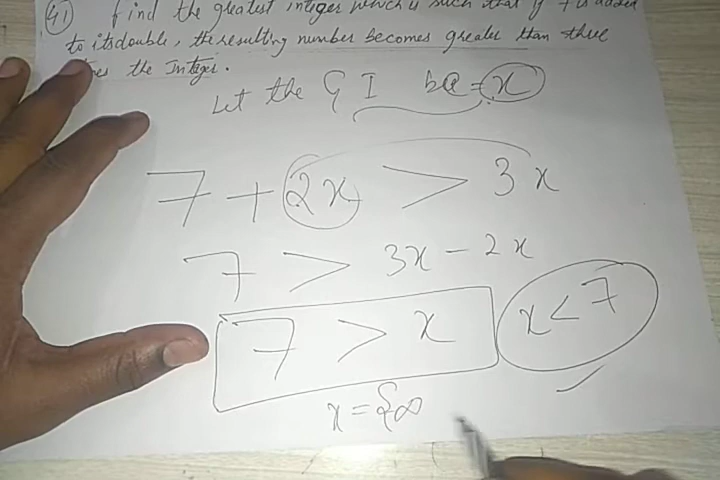 41) find the greatest integer which is such that if 7 is added
to its double, the resulting number becomes greater than three
the Integer.
Let the G I be = x
7 + 2x > 3x
7 > 3x - 2x
7 > x
x < 7
x = {∞